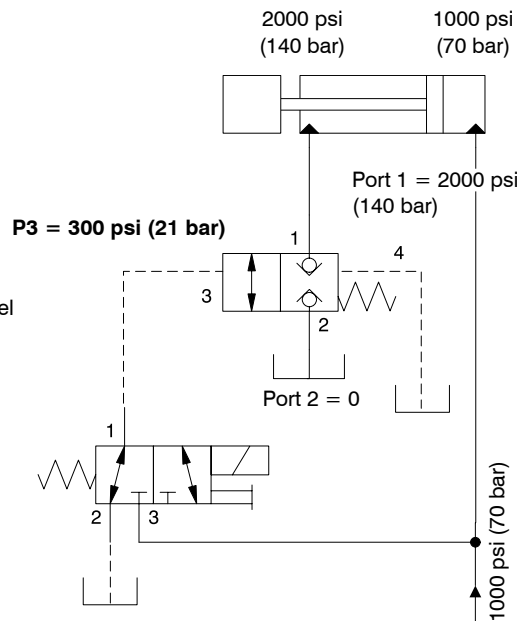 2000 psi
(140 bar)
1000 psi
(70 bar)
Port 1 = 2000 psi
(140 bar)
P3 = 300 psi (21 bar)
1
4
3
el
2
Port 2 = 0
1
2
3
1000 psi (70 bar)